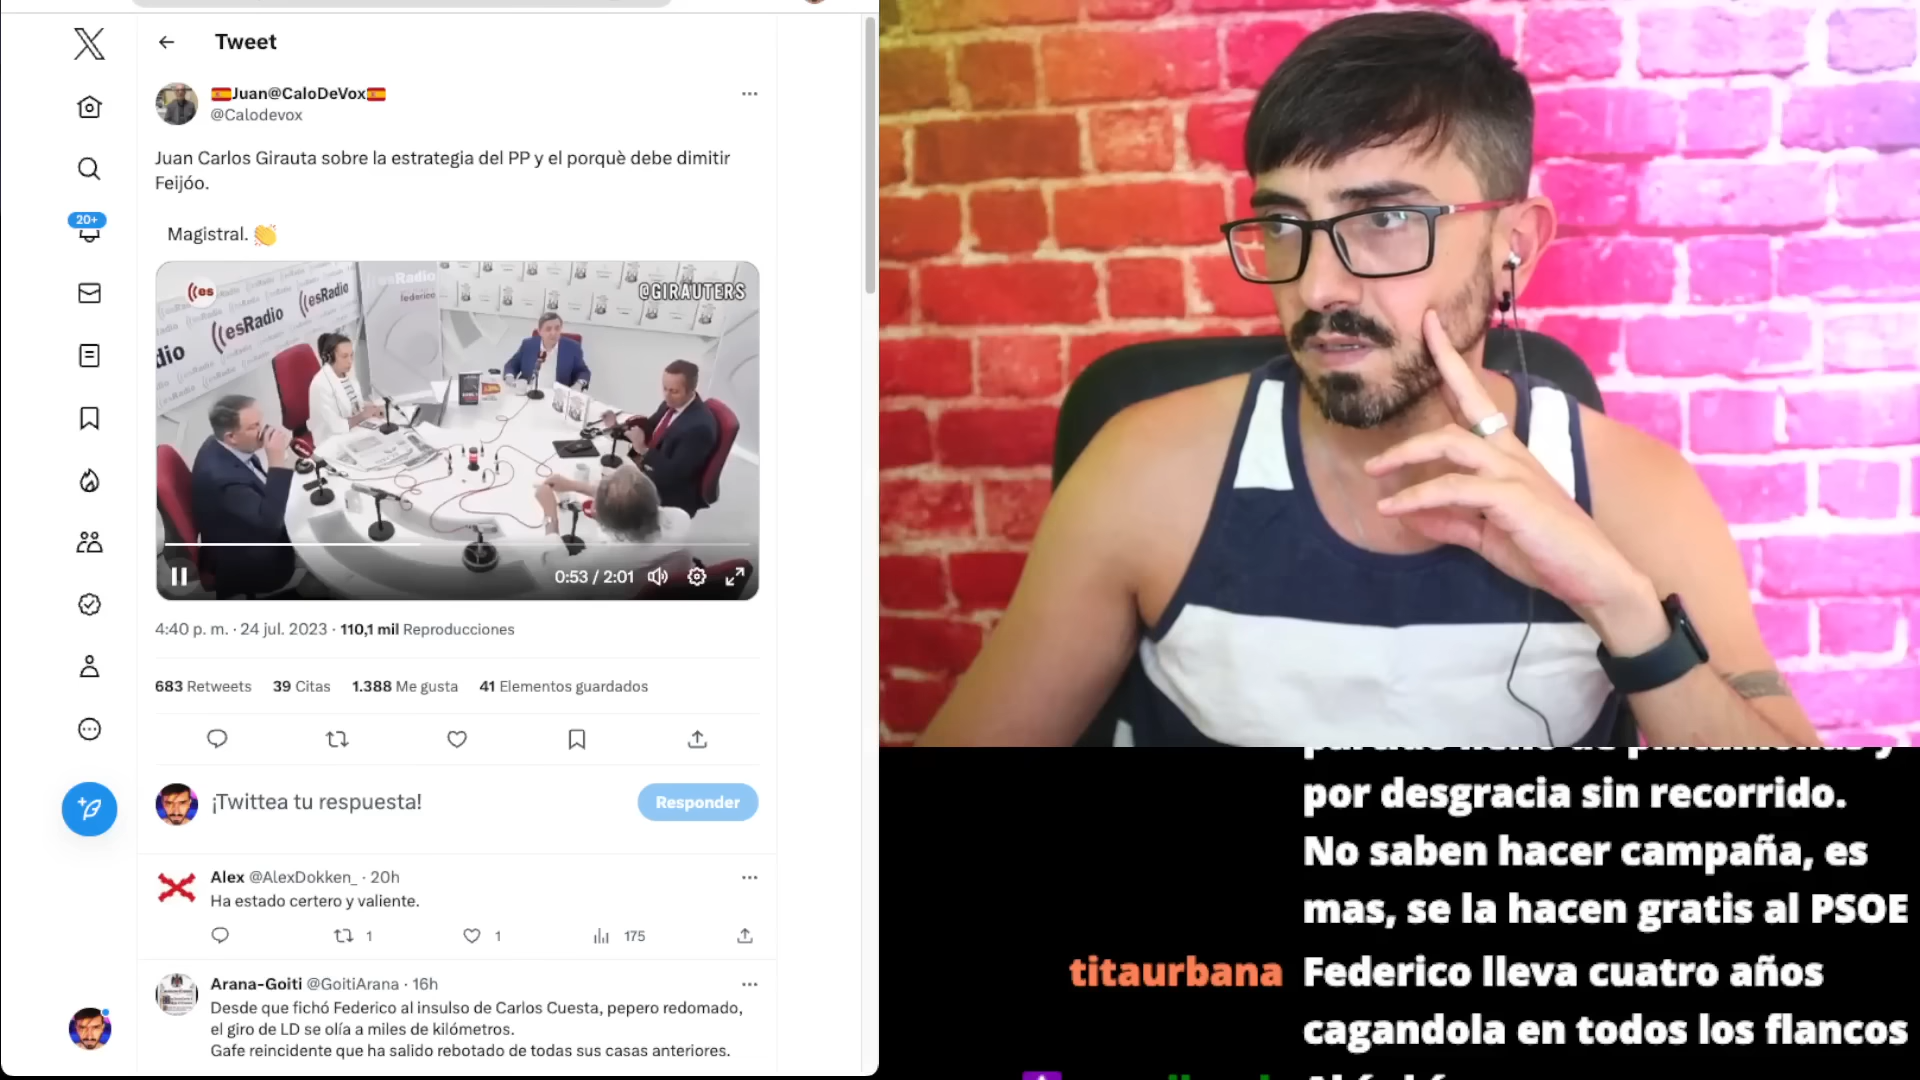 Tweet
Juan@CaloDeVox
@Calodevox
Juan Carlos Girauta sobre la estrategia del PP y el porquè debe dimitir
Feijóo.
Magistral.
20+
((es
((esRadio
((esRadio
esRadio
federico
dio
@GIRAUTERS
0:53 / 2:01
4:40 p. m. · 24 jul. 2023 · 110,1 mil Reproducciones
683 Retweets 39 Citas 1.388 Me gusta 41 Elementos guardados
¡Twittea tu respuesta!
Responder
Alex @AlexDokken_ · 20h
Ha estado certero y valiente.
1 1 175
Arana-Goiti @GoitiArana · 16h
Desde que fichó Federico al insulso de Carlos Cuesta, pepero redomado,
el giro de LD se olía a miles de kilómetros.
Gafe reincidente que ha salido rebotado de todas sus casas anteriores.
por desgracia sin recorrido.
No saben hacer campaña, es
mas, se la hacen gratis al PSOE
titaurbana Federico lleva cuatro años
cagandola en todos los flancos